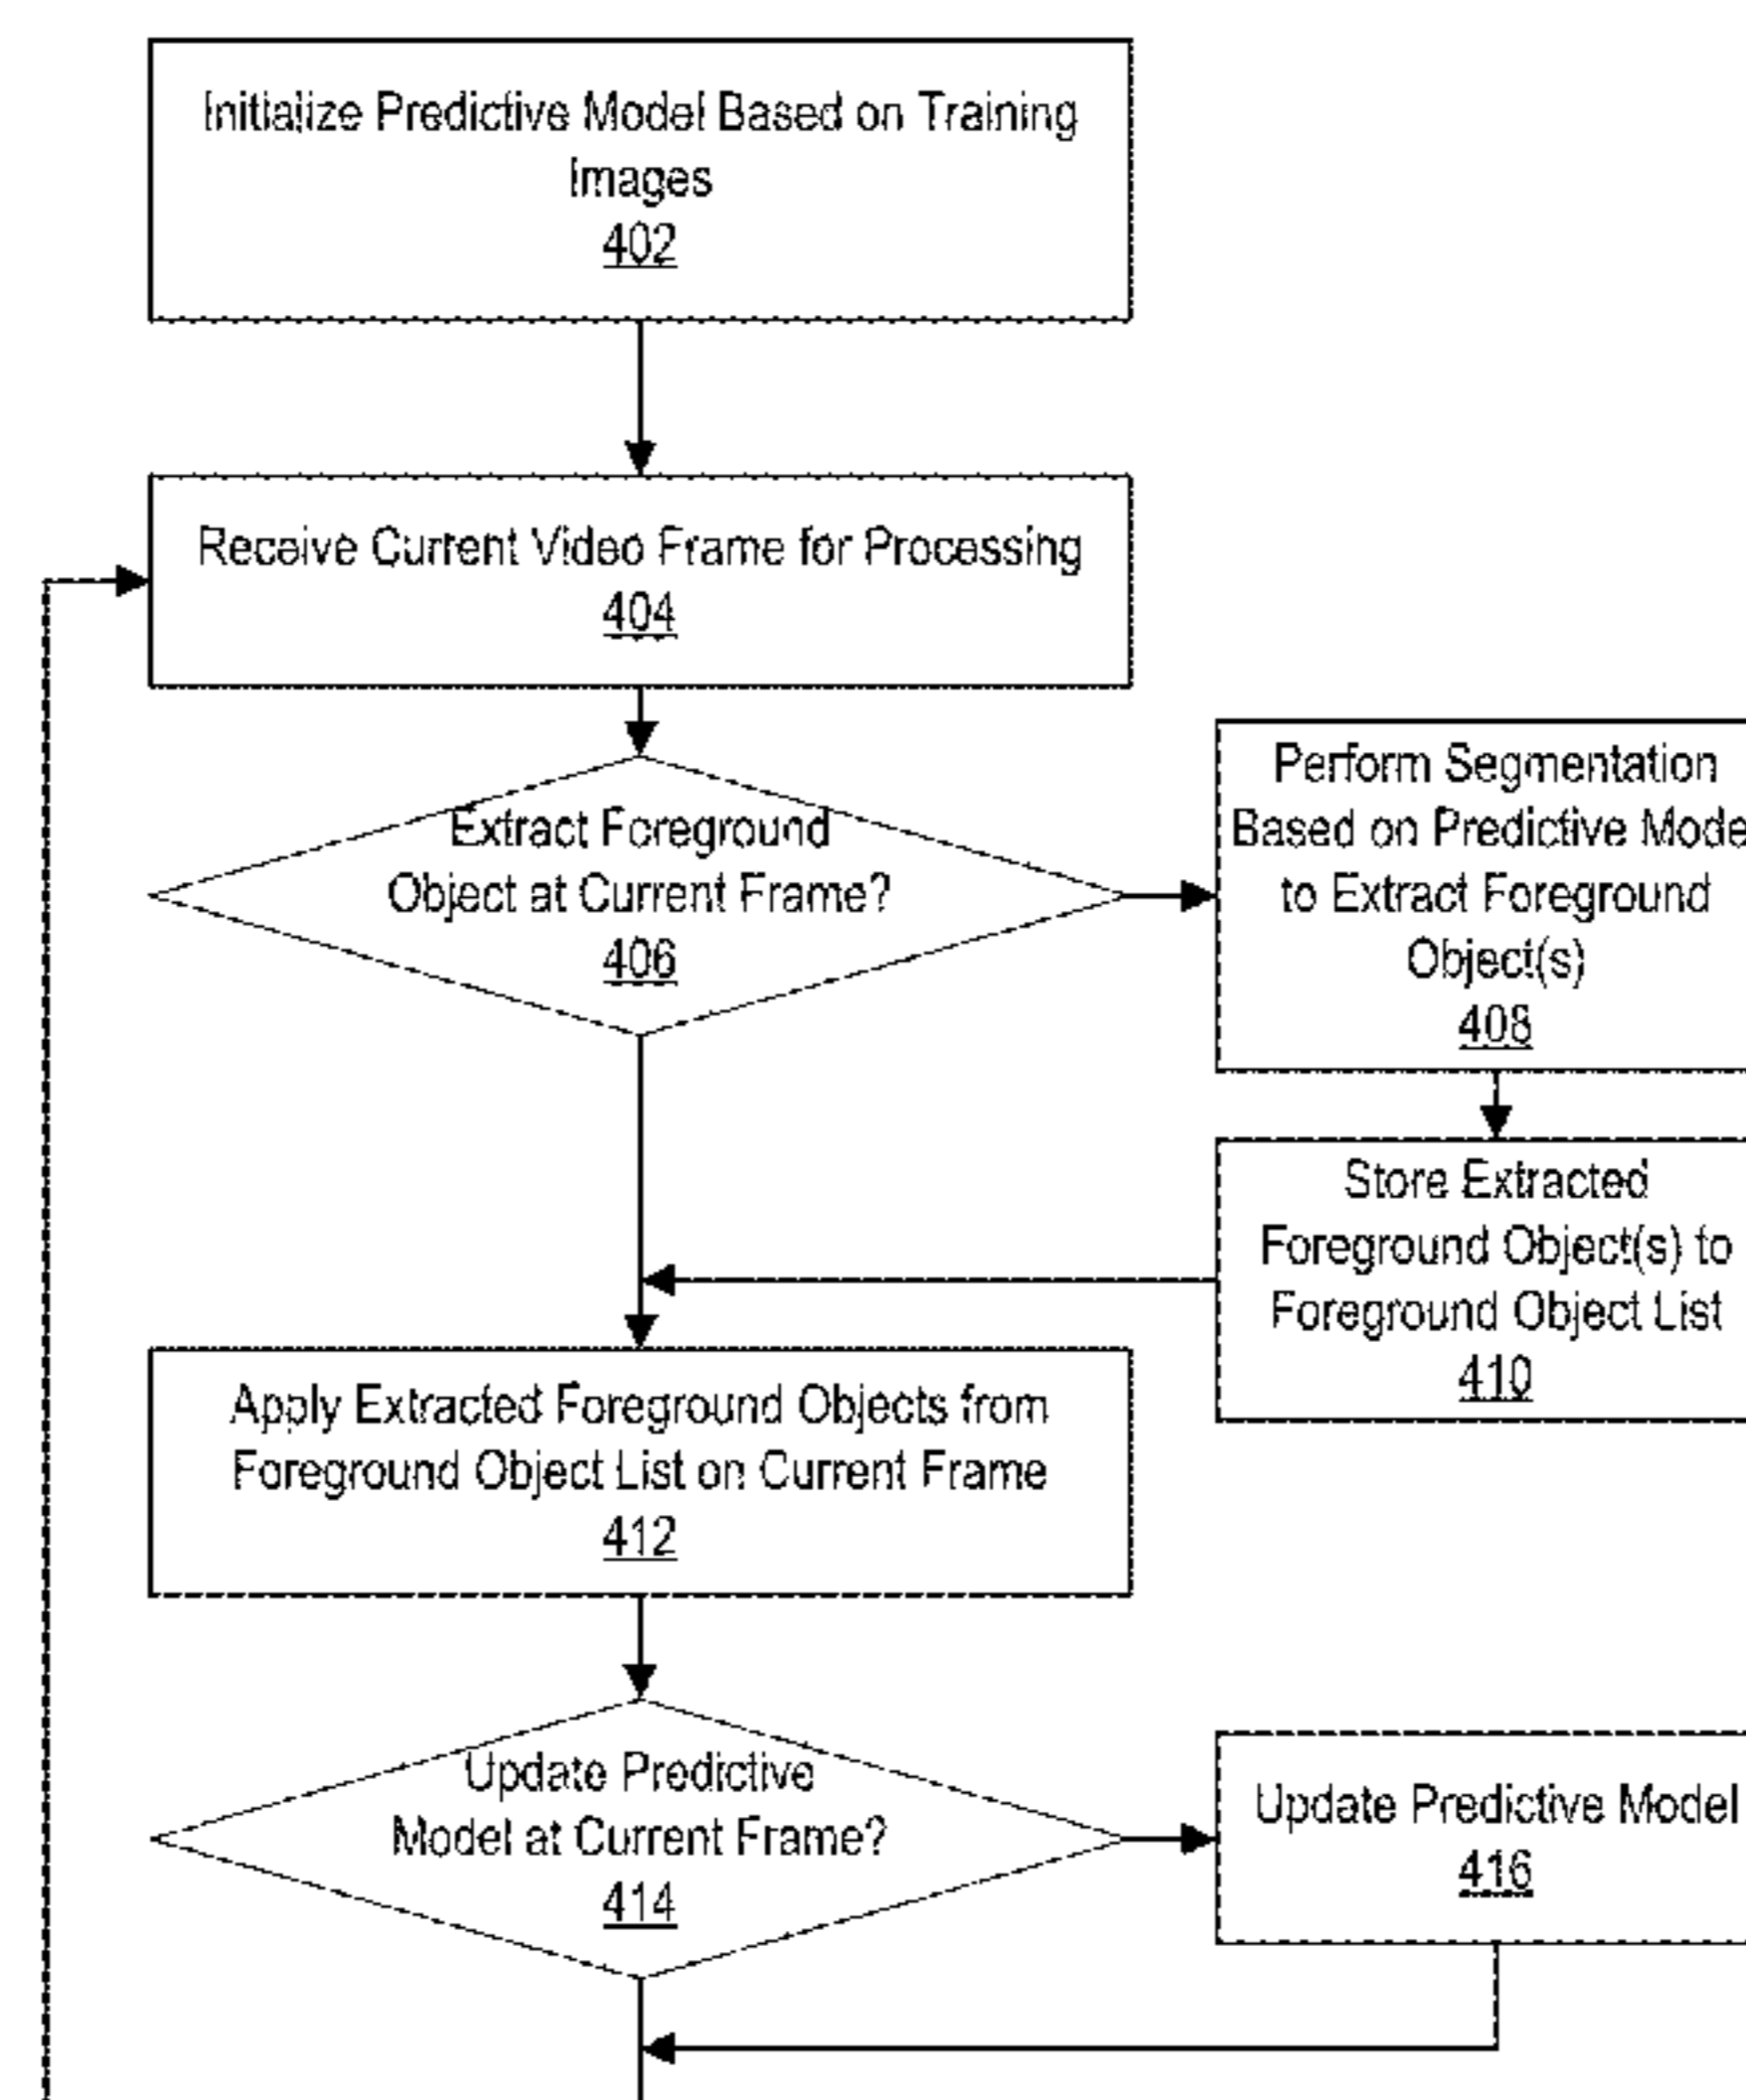 Initialize Predictive Model Based on Training
Images
402
Receive Current Video Frame for Processing
404
Extract Foreground
Object at Current Frame?
406
Perform Segmentation
Based on Predictive Mode
to Extract Foreground
Object(s)
408
Store Extracted
Foreground Object(s) to
Foreground Object List
410
Apply Extracted Foreground Objects from
Foreground Object List on Current Frame
412
Update Predictive
Model at Current Frame?
414
Update Predictive Model
416